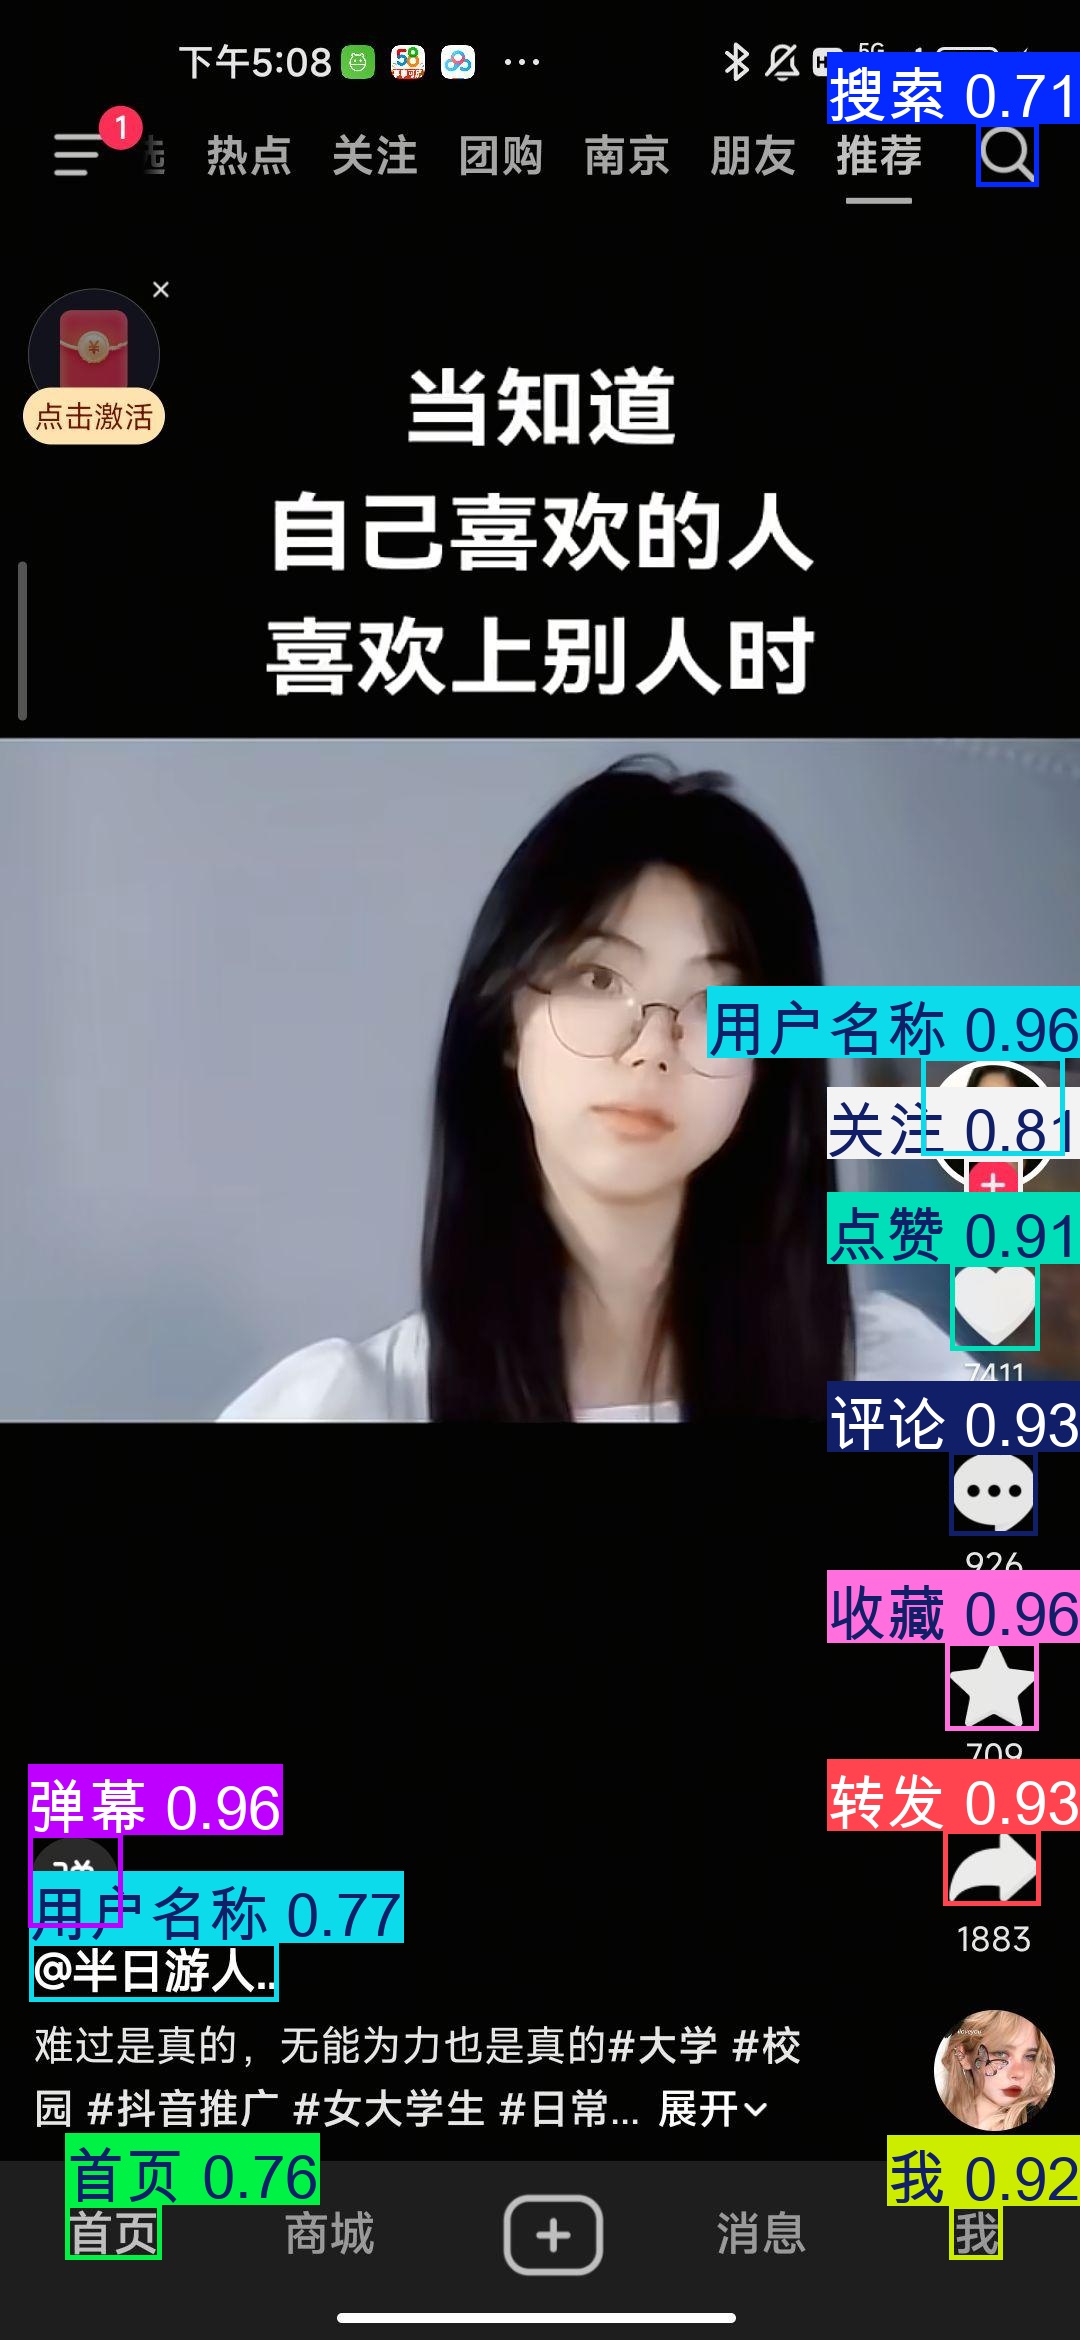 下午5:08
搜索 0.71
1
热点 关注 团购 南京 朋友 推荐
点击激活
当知道
自己喜欢的人
喜欢上别人时
用户名称 0.96
关注 0.81
点赞 0.91
7411
评论 0.93
926
收藏 0.96
709
弹幕 0.96
转发 0.93
用户名称 0.77
1883
@半日游人...
难过是真的，无能为力也是真的#大学 #校
园 #抖音推广 #女大学生 #日常... 展开
首页 0.76
我 0.92
首页 商城 消息 我